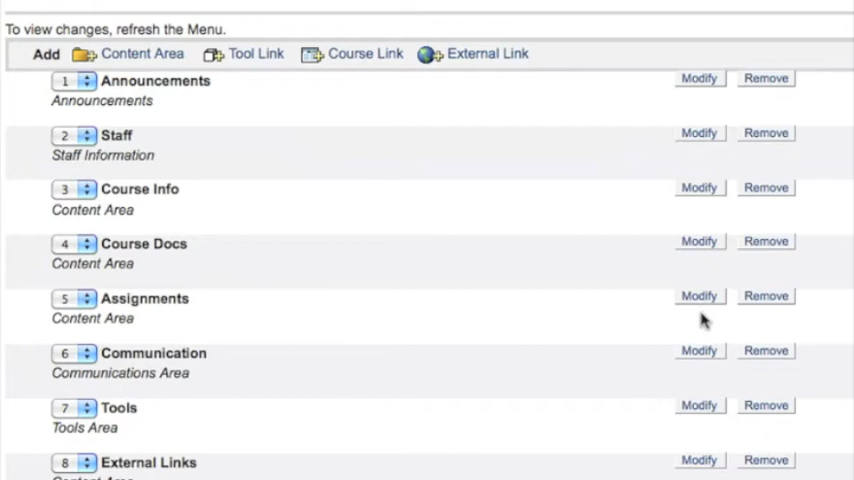 To view changes, refresh the Menu.
Add Content Area Tool Link Course Link External Link
1 Announcements Modify Remove
Announcements
2 Staff Modify Remove
Staff Information
3 Course Info Modify Remove
Content Area
4 Course Docs Modify Remove
Content Area
5 Assignments Modify Remove
Content Area
6 Communication Modify Remove
Communications Area
7 Tools Modify Remove
Tools Area
8 External Links Modify Remove